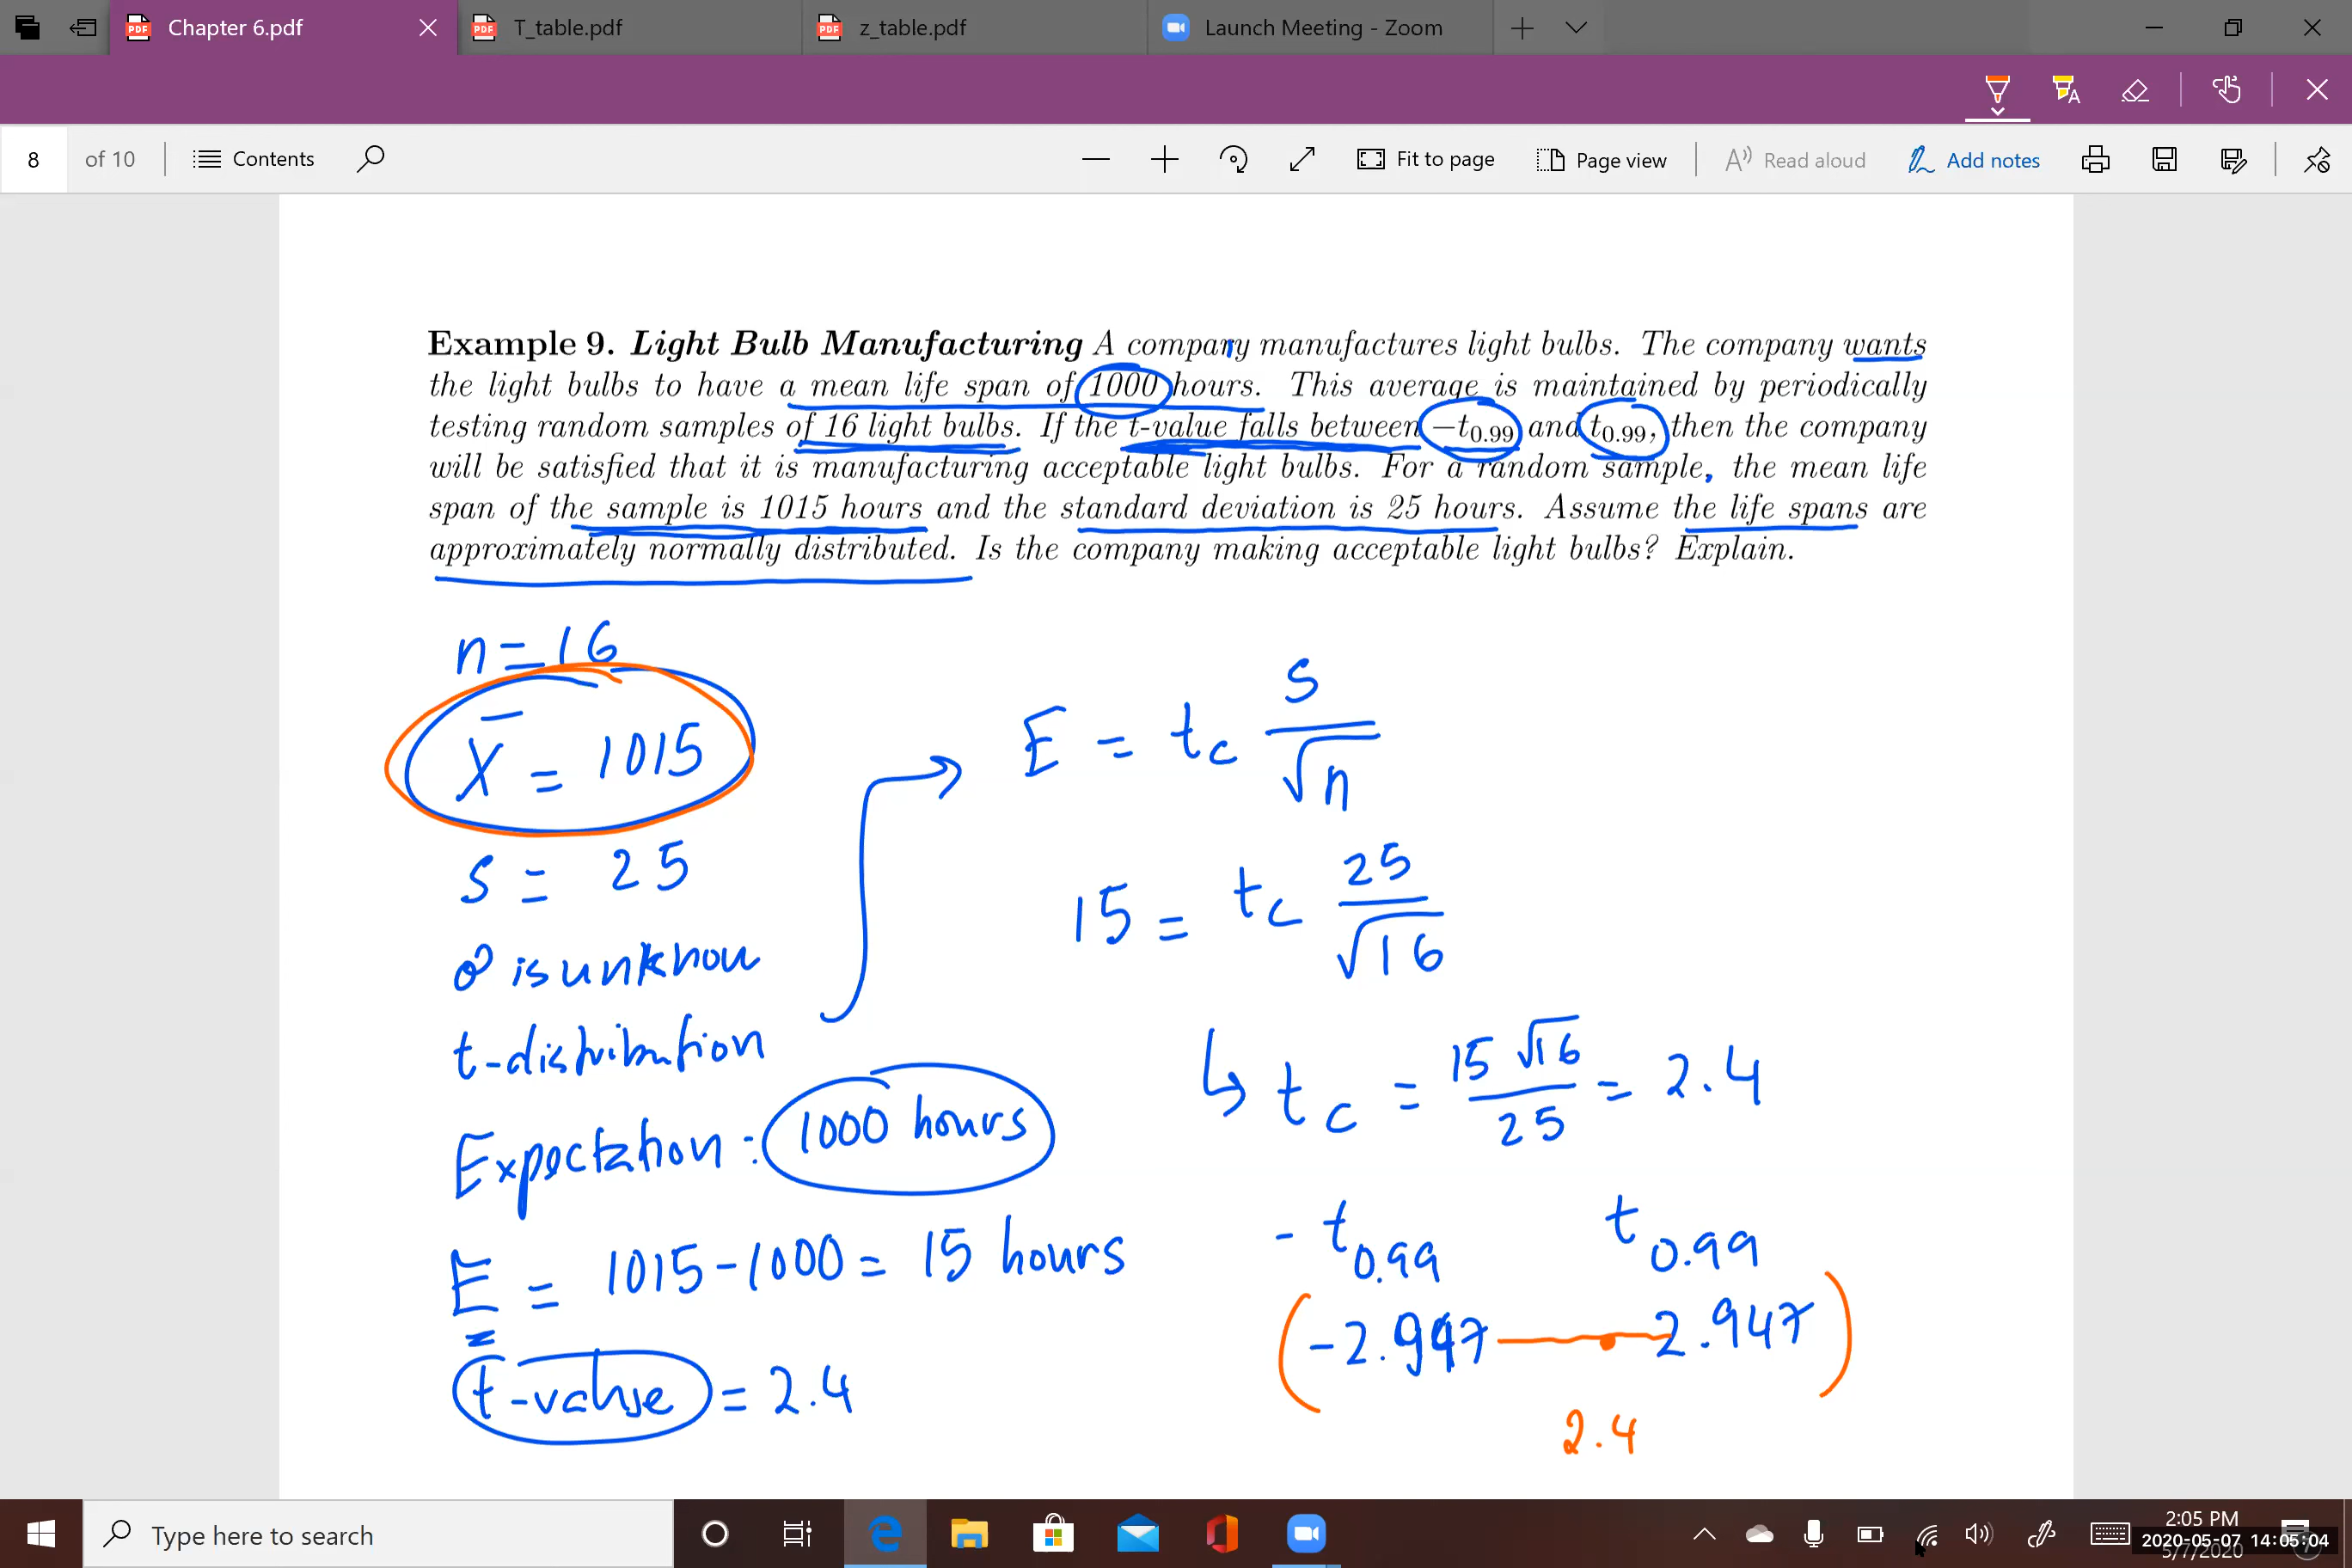 Chapter 6.pdf
T_table.pdf
z_table.pdf
Launch Meeting - Zoom
8 of 10
Contents
Fit to page
Page view
Read aloud
Add notes
Example 9. Light Bulb Manufacturing A company manufactures light bulbs. The company wants
the light bulbs to have a mean life span of 1000 hours. This average is maintained by periodically
testing random samples of 16 light bulbs. If the t-value falls between −t0.99 and t0.99, then the company
will be satisfied that it is manufacturing acceptable light bulbs. For a random sample, the mean life
span of the sample is 1015 hours and the standard deviation is 25 hours. Assume the life spans are
approximately normally distributed. Is the company making acceptable light bulbs? Explain.
n = 16
x̄ = 1015
s = 25
σ is unknow
t-distribution
Expectation: 1000 hours
E = 1015-1000 = 15 hours
t-value = 2.4
E = tc s/√n
15 = tc 25/√16
↳ tc = 15 √16 / 25 = 2.4
- t0.99 t0.99
(-2.947 2.947)
2.4
Type here to search
2:05 PM
2020-05-07 14:05:04
5/7/2020